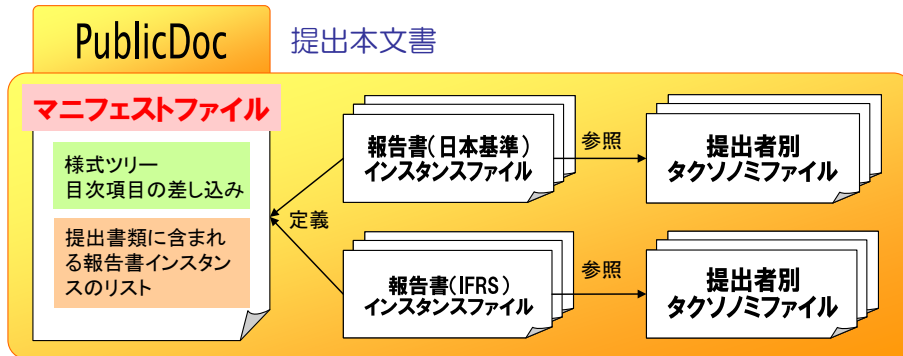 PublicDoc
提出本文書
マニフェストファイル
様式ツリー
目次項目の差し込み
提出書類に含まれ
る報告書インスタン
スのリスト
定義
報告書(日本基準)
インスタンスファイル
参照
提出者別
タクソノミファイル
報告書(IFRS)
インスタンスファイル
参照
提出者別
タクソノミファイル